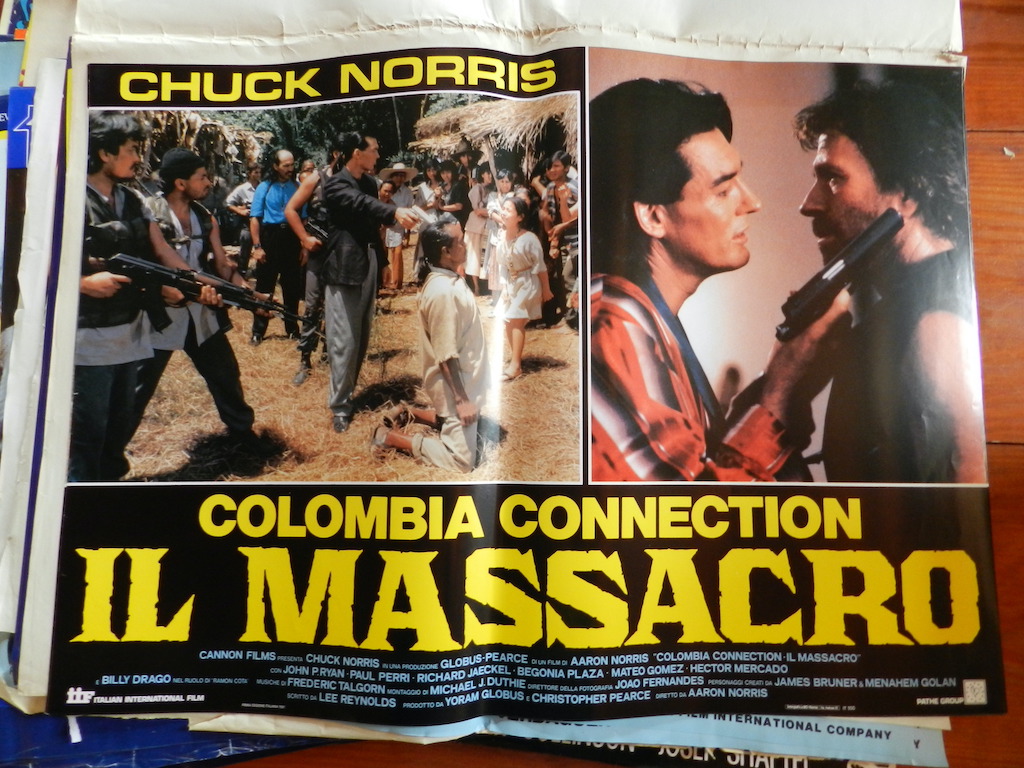 CHUCK NORRIS
COLOMBIA CONNECTION
IL MASSACRO
CANNON FILMS PRESENTA CHUCK NORRIS IN UNA PRODUZIONE GLOBUS-PEARCE DI UN FILM DI AARON NORRIS "COLOMBIA CONNECTION - IL MASSACRO"
CON JOHN P. RYAN · PAUL PERRI · RICHARD JAECKEL · BEGONIA PLAZA · MATEO GOMEZ · HECTOR MERCADO
E BILLY DRAGO NEL RUOLO DI "RAMON COTA" MUSICHE DI FREDERIC TALGORN MONTAGGIO DI MICHAEL J. DUTHIE DIRETTORE DELLA FOTOGRAFIA JOAO FERNANDES PERSONAGGI CREATI DA JAMES BRUNER & MENAHEM GOLAN
SCRITTO DA LEE REYNOLDS PRODOTTO DA YORAM GLOBUS E CHRISTOPHER PEARCE DIRETTO DA AARON NORRIS
IIF ITALIAN INTERNATIONAL FILM
PATHE GROUP
INTERNATIONAL COMPANY